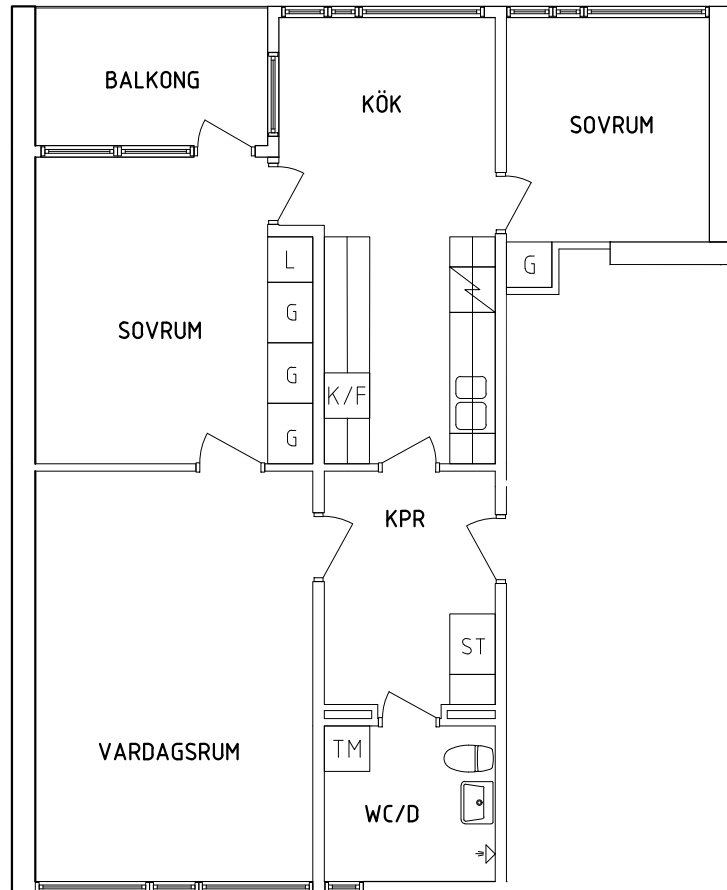 BALKONG
KÖK
SOVRUM
L
G
G
SOVRUM
G
K/F
G
G
KPR
ST
TM
VARDAGSRUM
WC/D